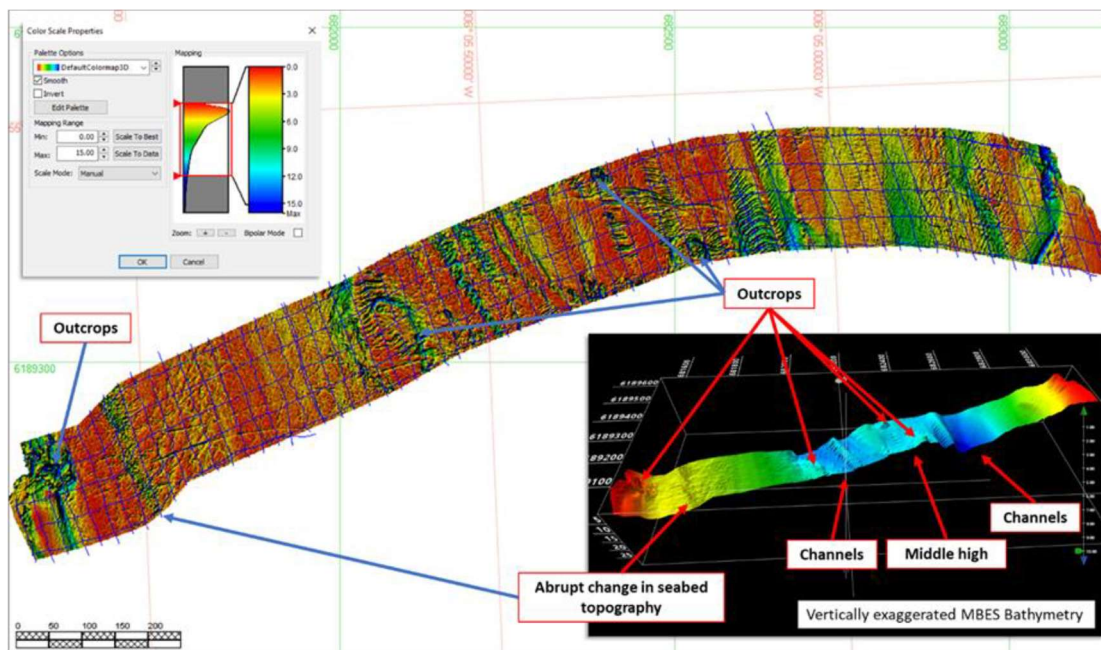 Color Scale Properties
Palette Options
DefaultColormap3D
Smooth
Invert
Edit Palette
Mapping Range
Min: 0.00 Scale To Best
Max: 15.00 Scale To Data
Scale Mode: Manual
Mapping
0.0
3.0
6.0
9.0
12.0
15.0
Max
Zoom: + - Bipolar Mode
OK Cancel
682500
683000
Outcrops
Outcrops
6189300
6189600
6189500
6189400
6189300
Channels
Channels
Middle high
Abrupt change in seabed
topography
Vertically exaggerated MBES Bathymetry
0 50 100 150 200